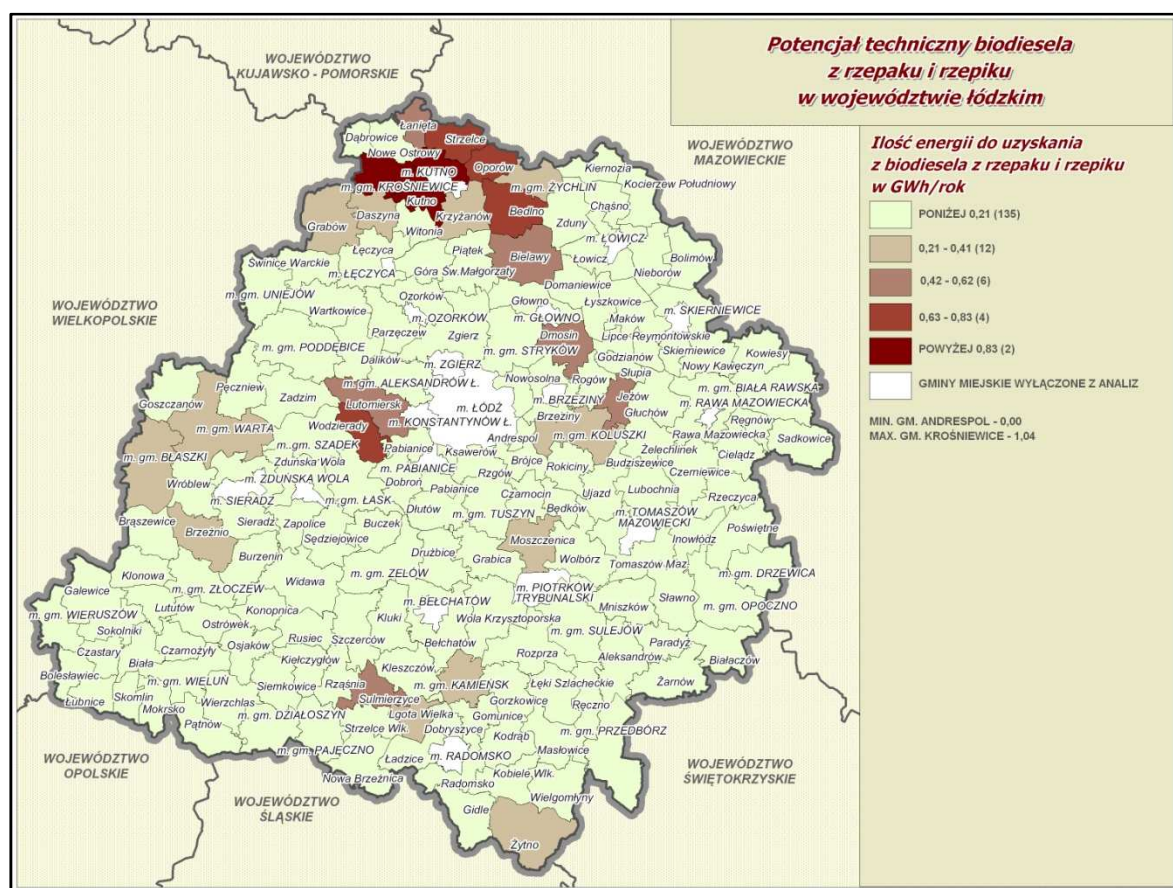 Potencjał techniczny biodiesela
z rzepaku i rzepiku
w województwie łódzkim
Ilość energii do uzyskania
z biodiesela z rzepaku i rzepiku
w GWh/rok
PONIŻEJ 0,21 (135)
0,21 - 0,41 (12)
0,42 - 0,62 (6)
0,63 - 0,83 (4)
POWYŻEJ 0,83 (2)
GMINY MIEJSKIE WYŁĄCZONE Z ANALIZ
MIN. GM. ANDRESPOL - 0,00
MAX. GM. KROŚNIEWICE - 1,04
WOJEWÓDZTWO
KUJAWSKO - POMORSKIE
WOJEWÓDZTWO
MAZOWIECKIE
WOJEWÓDZTWO
WIELKOPOLSKIE
WOJEWÓDZTWO
OPOLSKIE
WOJEWÓDZTWO
ŚLĄSKIE
WOJEWÓDZTWO
ŚWIĘTOKRZYSKIE
Łanięta
Dąbrowice
Strzelce
Nowe Ostrowy
Oporów
m. KUTNO
m. gm. KROŚNIEWICE
m. gm. ŻYCHLIN
Kiernozia
Kocierzew Południowy
Kutno
Bedlno
Chąśno
Daszyna
Krzyżanów
Grabów
Zduny
Witonia
m. ŁOWICZ
Łęczyca
Piątek
Bielawy
Łowicz
Bolimów
Świnice Warckie
m. ŁĘCZYCA
Góra Św.Małgorzaty
Nieborów
Domaniewice
m. gm. UNIEJÓW
Ozorków
Głowno
Łyszkowice
Wartkowice
m. OZORKÓW
m. GŁOWNO
Maków
m. SKIERNIEWICE
Parzęczew
Zgierz
Dmosin
Lipce Reymontowskie
m. gm. PODDĘBICE
m. gm. STRYKÓW
Skierniewice
Kowiesy
Dalików
m. ZGIERZ
Godzianów
Nowy Kawęczyn
Pęczniew
m. gm. ALEKSANDRÓW Ł.
Nowosolna
Rogów
Słupia
m. gm. BIAŁA RAWSKA
Goszczanów
Zadzim
Lutomiersk
m. ŁÓDŹ
m. BRZEZINY
Jeżów
m. RAWA MAZOWIECKA
m. gm. WARTA
m. KONSTANTYNÓW Ł.
Brzeziny
Głuchów
Regnów
Wodzierady
m. gm. KOLUSZKI
Rawa Mazowiecka
Sadkowice
m. gm. SZADEK
Pabianice
Ksawerów
Andrespol
Żelechlinek
Cielądz
m. gm. BŁASZKI
Zduńska Wola
m. PABIANICE
Brójce
Rokiciny
Budziszewice
Czerniewice
Wróblew
m. ZDUŃSKA WOLA
Dobroń
Rzgów
m. SIERADZ
m. gm. ŁASK
Pabianice
Czarnocin
Ujazd
Lubochnia
Rzeczyca
Brąszewice
Dłutów
m. gm. TUSZYN
Będków
m. TOMASZÓW
MAZOWIECKI
Brzeźnio
Sieradz
Zapolice
Buczek
Poświętne
Sędziejowice
Moszczenica
Inowłódz
Burzenin
Drużbice
Grabica
Wolbórz
Tomaszów Maz.
Klonowa
m. gm. ZELÓW
m. gm. DRZEWICA
Galewice
m. gm. ZŁOCZEW
Widawa
m. PIOTRKÓW
TRYBUNALSKI
Sławno
m. gm. WIERUSZÓW
Lututów
Konopnica
m. BEŁCHATÓW
Mniszków
m. gm. OPOCZNO
Sokolniki
Ostrówek
Kluki
Wola Krzysztoporska
m. gm. SULEJÓW
Czastary
Czarnożyły
Osjaków
Rusiec
Szczerców
Bełchatów
Paradyż
Biała
Kiełczygłów
Rozprza
Aleksandrów
Białaczów
Bolesławiec
m. gm. WIELUŃ
Kleszczów
Rząśnia
m. gm. KAMIEŃSK
Łęki Szlacheckie
Żarnów
Łubnice
Skomlin
Wierzchlas
Siemkowice
Sulmierzyce
Mokrsko
Gorzkowice
Ręczno
Pątnów
m. gm. DZIAŁOSZYN
Lgota Wielka
Gomunice
Strzelce Wlk.
Dobryszyce
Kodrąb
m. gm. PRZEDBÓRZ
m. gm. PAJĘCZNO
m. RADOMSKO
Masłowice
Ładzice
Nowa Brzeźnica
Radomsko
Kobiele Wlk.
Gidle
Wielgomłyny
Żytno